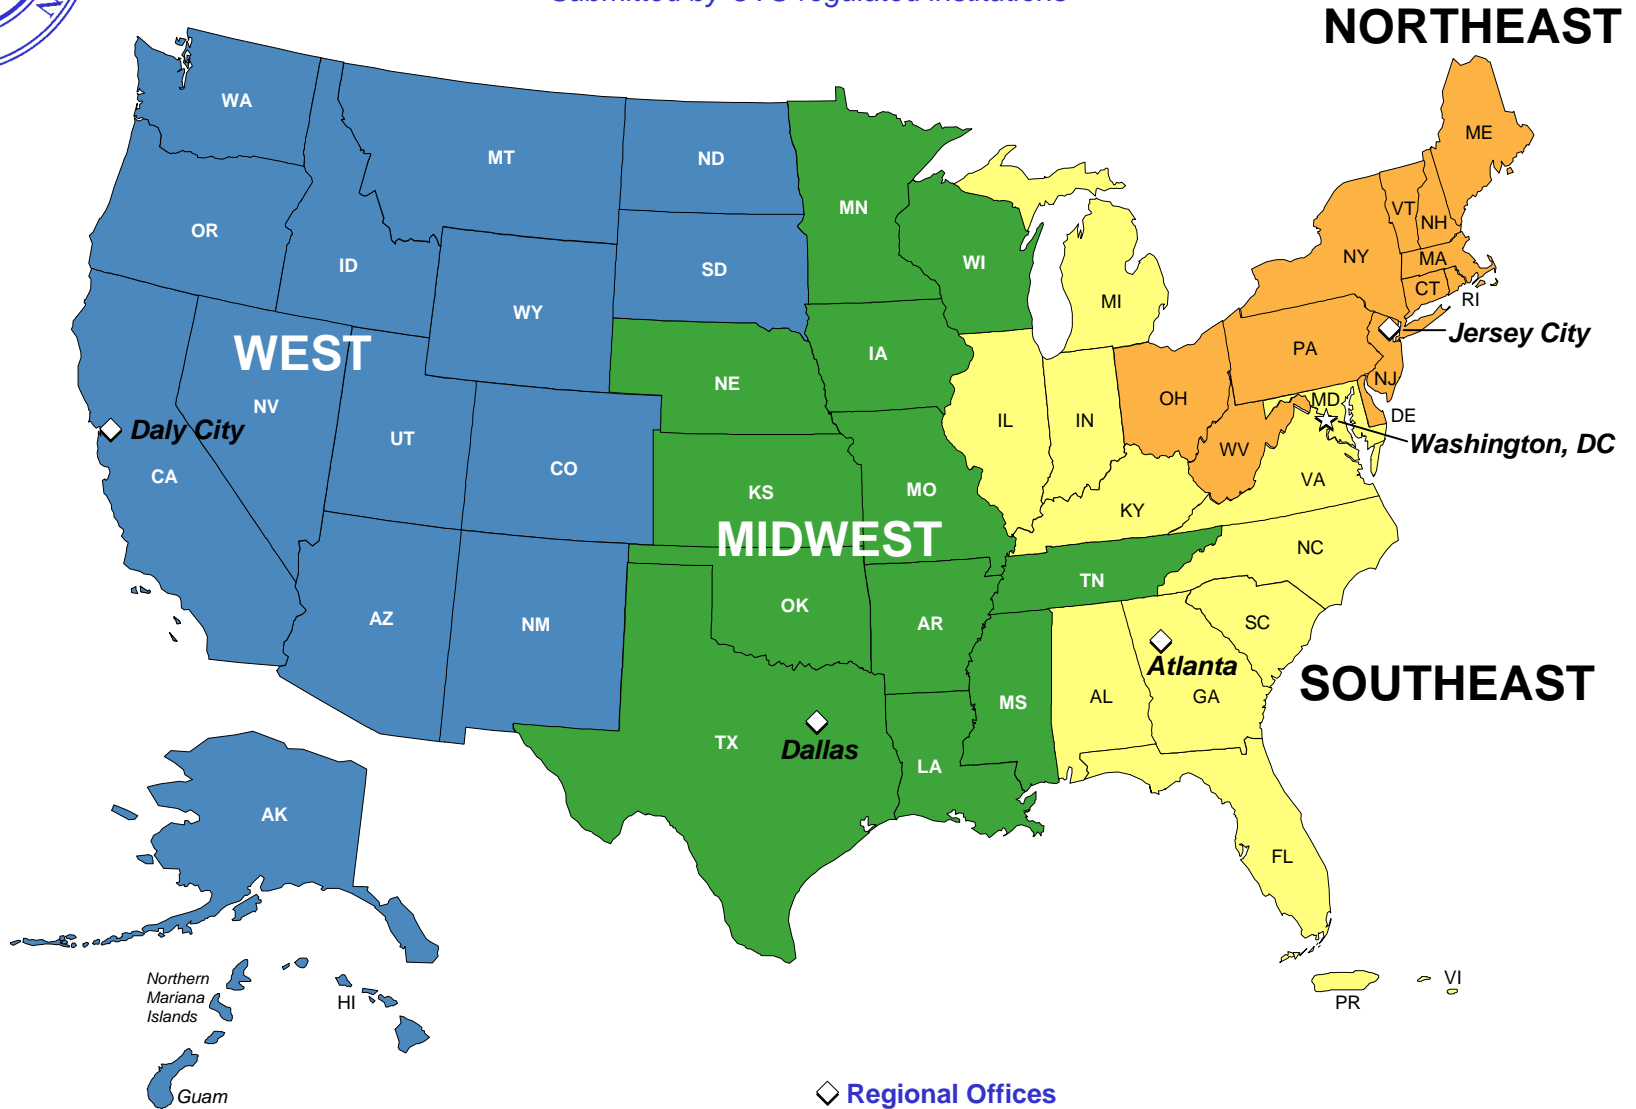 NORTHEAST
WA
MT
ND
MN
ME
OR
ID
SD
WI
VT
NH
NY
MA
CT
RI
MI
WY
WEST
IA
PA
Jersey City
NJ
NE
NV
OH
MD
DE
Daly City
UT
IL
IN
WV
Washington, DC
CA
CO
KS
MO
KY
VA
MIDWEST
NC
TN
OK
AZ
NM
AR
SC
Atlanta
SOUTHEAST
AL
GA
MS
TX
Dallas
LA
AK
FL
Northern
Mariana
Islands
HI
PR
VI
Guam
Regional Offices